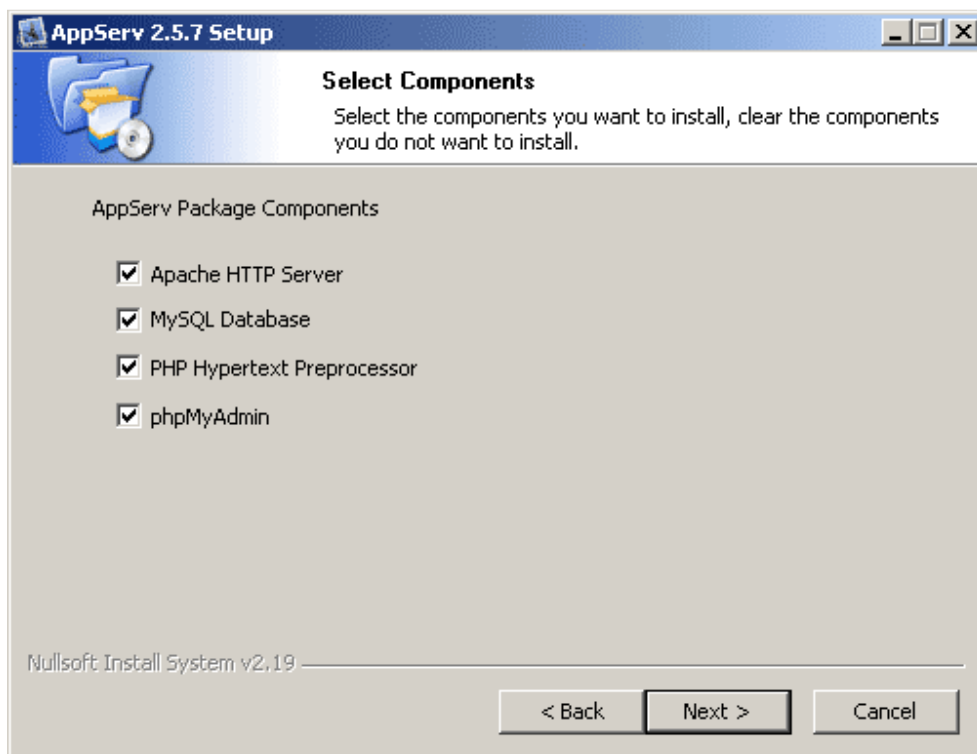 AppServ 2.5.7 Setup
Select Components
Select the components you want to install, clear the components
you do not want to install.
AppServ Package Components
Apache HTTP Server
MySQL Database
PHP Hypertext Preprocessor
phpMyAdmin
Nullsoft Install System v2.19
< Back
Next >
Cancel